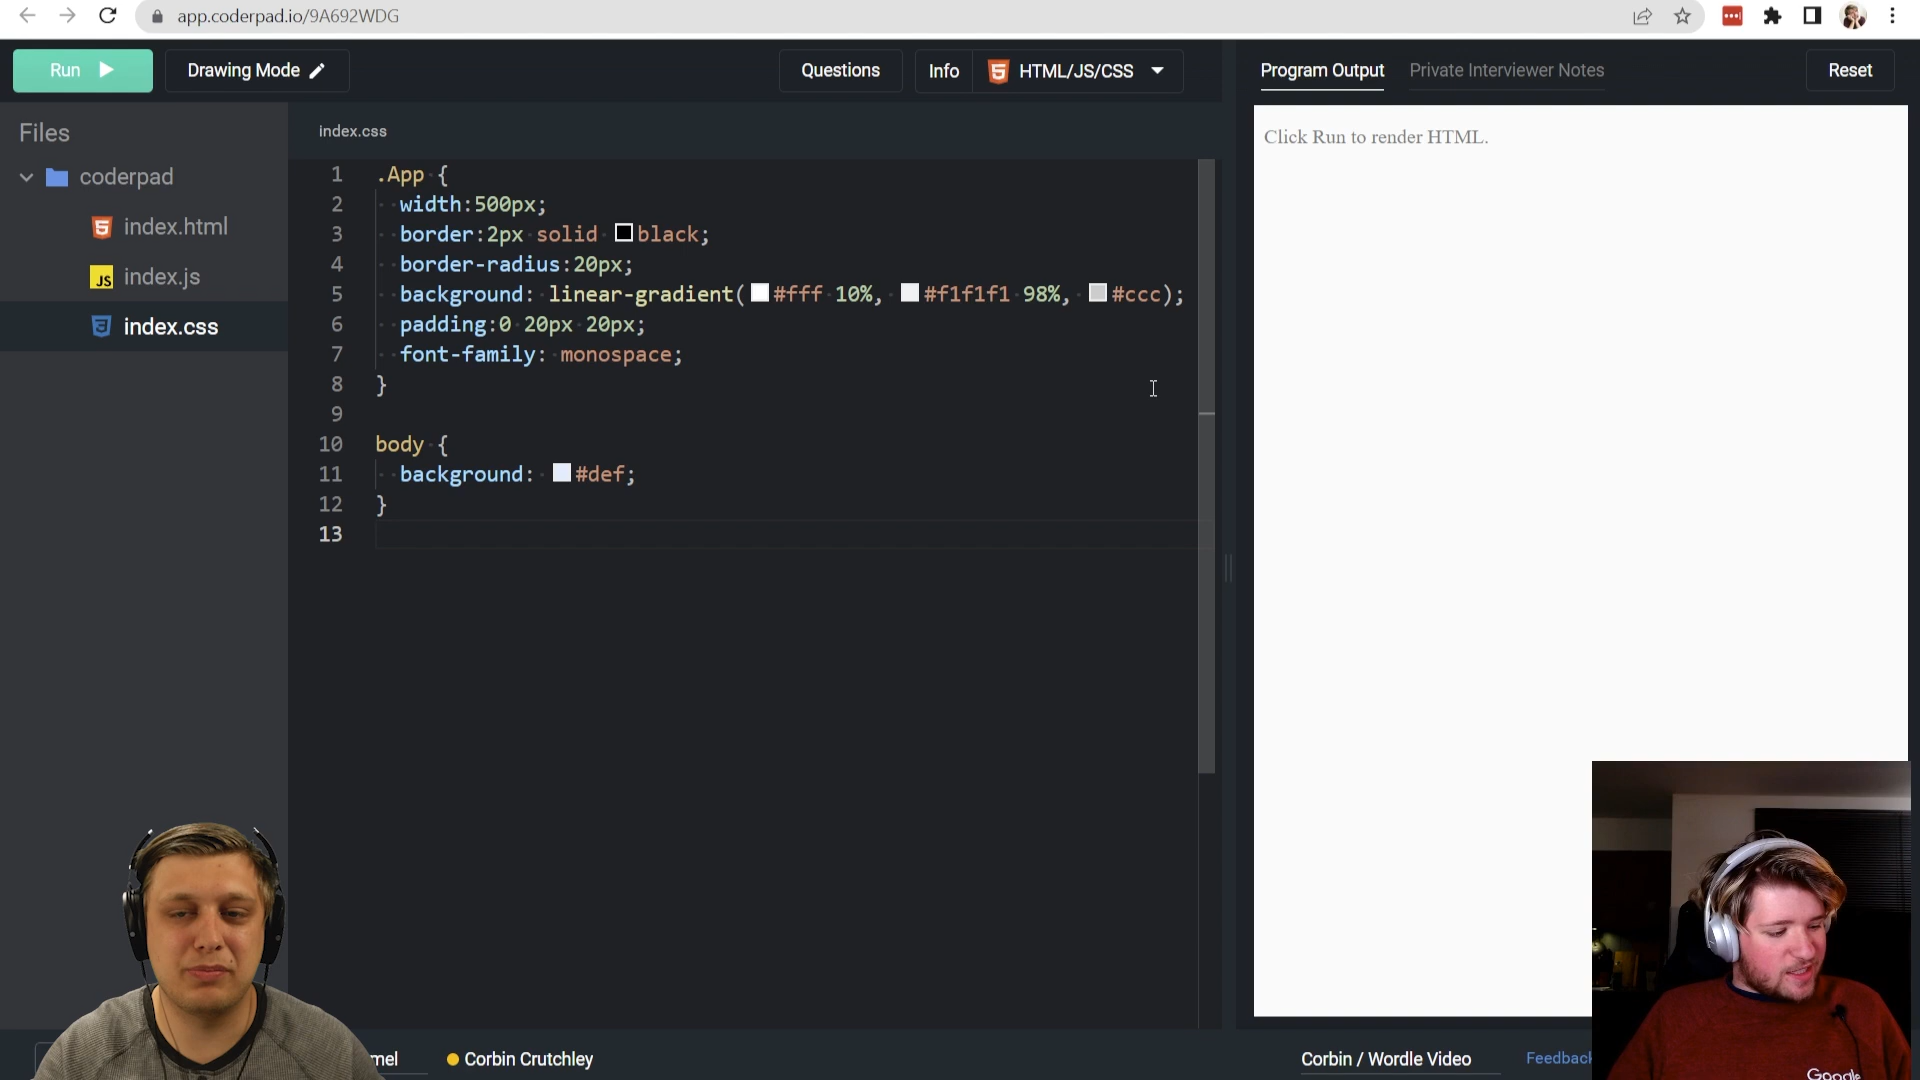 app.coderpad.io/9A692WDG
Run
Drawing Mode
Questions
Info
HTML/JS/CSS
Program Output
Private Interviewer Notes
Reset
Files
coderpad
index.html
JS index.js
index.css
index.css
1 .App {
2 width:500px;
3 border:2px solid black;
4 border-radius:20px;
5 background: linear-gradient(#fff 10%, #f1f1f1 98%, #ccc);
6 padding:0 20px 20px;
7 font-family: monospace;
8 }
9
10 body {
11 background: #def;
12 }
13
Click Run to render HTML.
mel
Corbin Crutchley
Corbin / Wordle Video
Feedback
Google